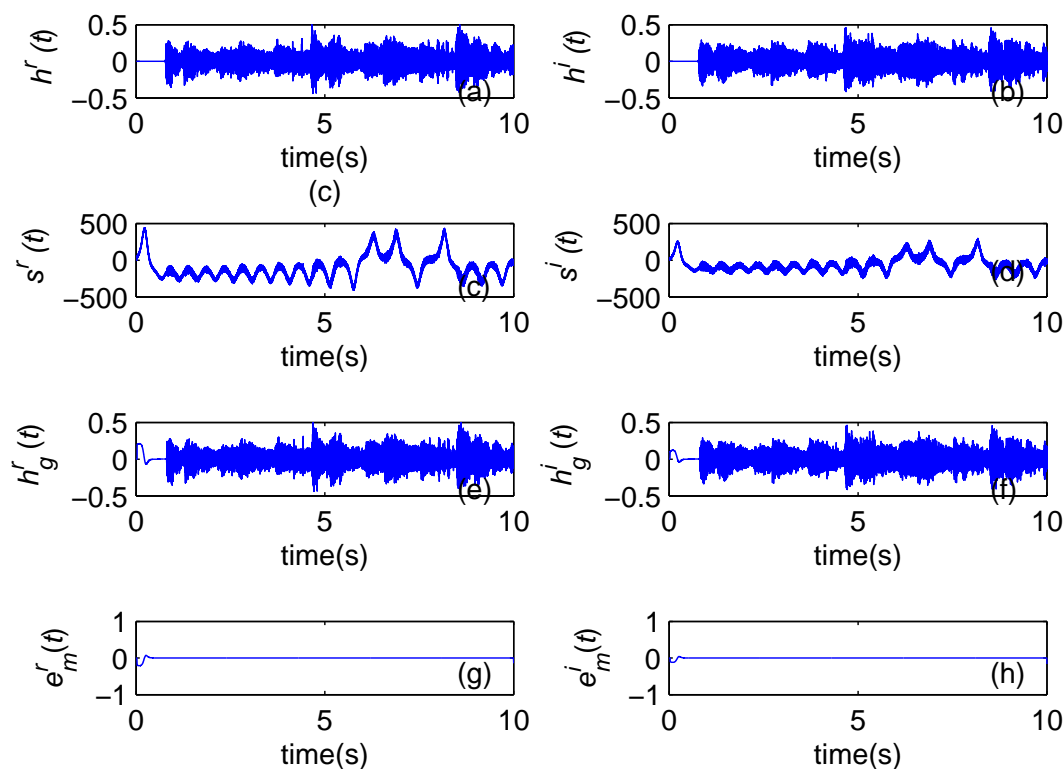 h^r (t)
0.5
0
−0.5
(a)
0 5 10
time(s)
h^i (t)
0.5
0
−0.5
(b)
0 5 10
time(s)
(c)
s^r (t)
500
0
−500
(c)
0 5 10
time(s)
s^i (t)
500
0
−500
(d)
0 5 10
time(s)
h_g^r (t)
0.5
0
−0.5
(e)
0 5 10
time(s)
h_g^i (t)
0.5
0
−0.5
(f)
0 5 10
time(s)
e_m^r (t)
1
0
−1
(g)
0 5 10
time(s)
e_m^i (t)
1
0
−1
(h)
0 5 10
time(s)